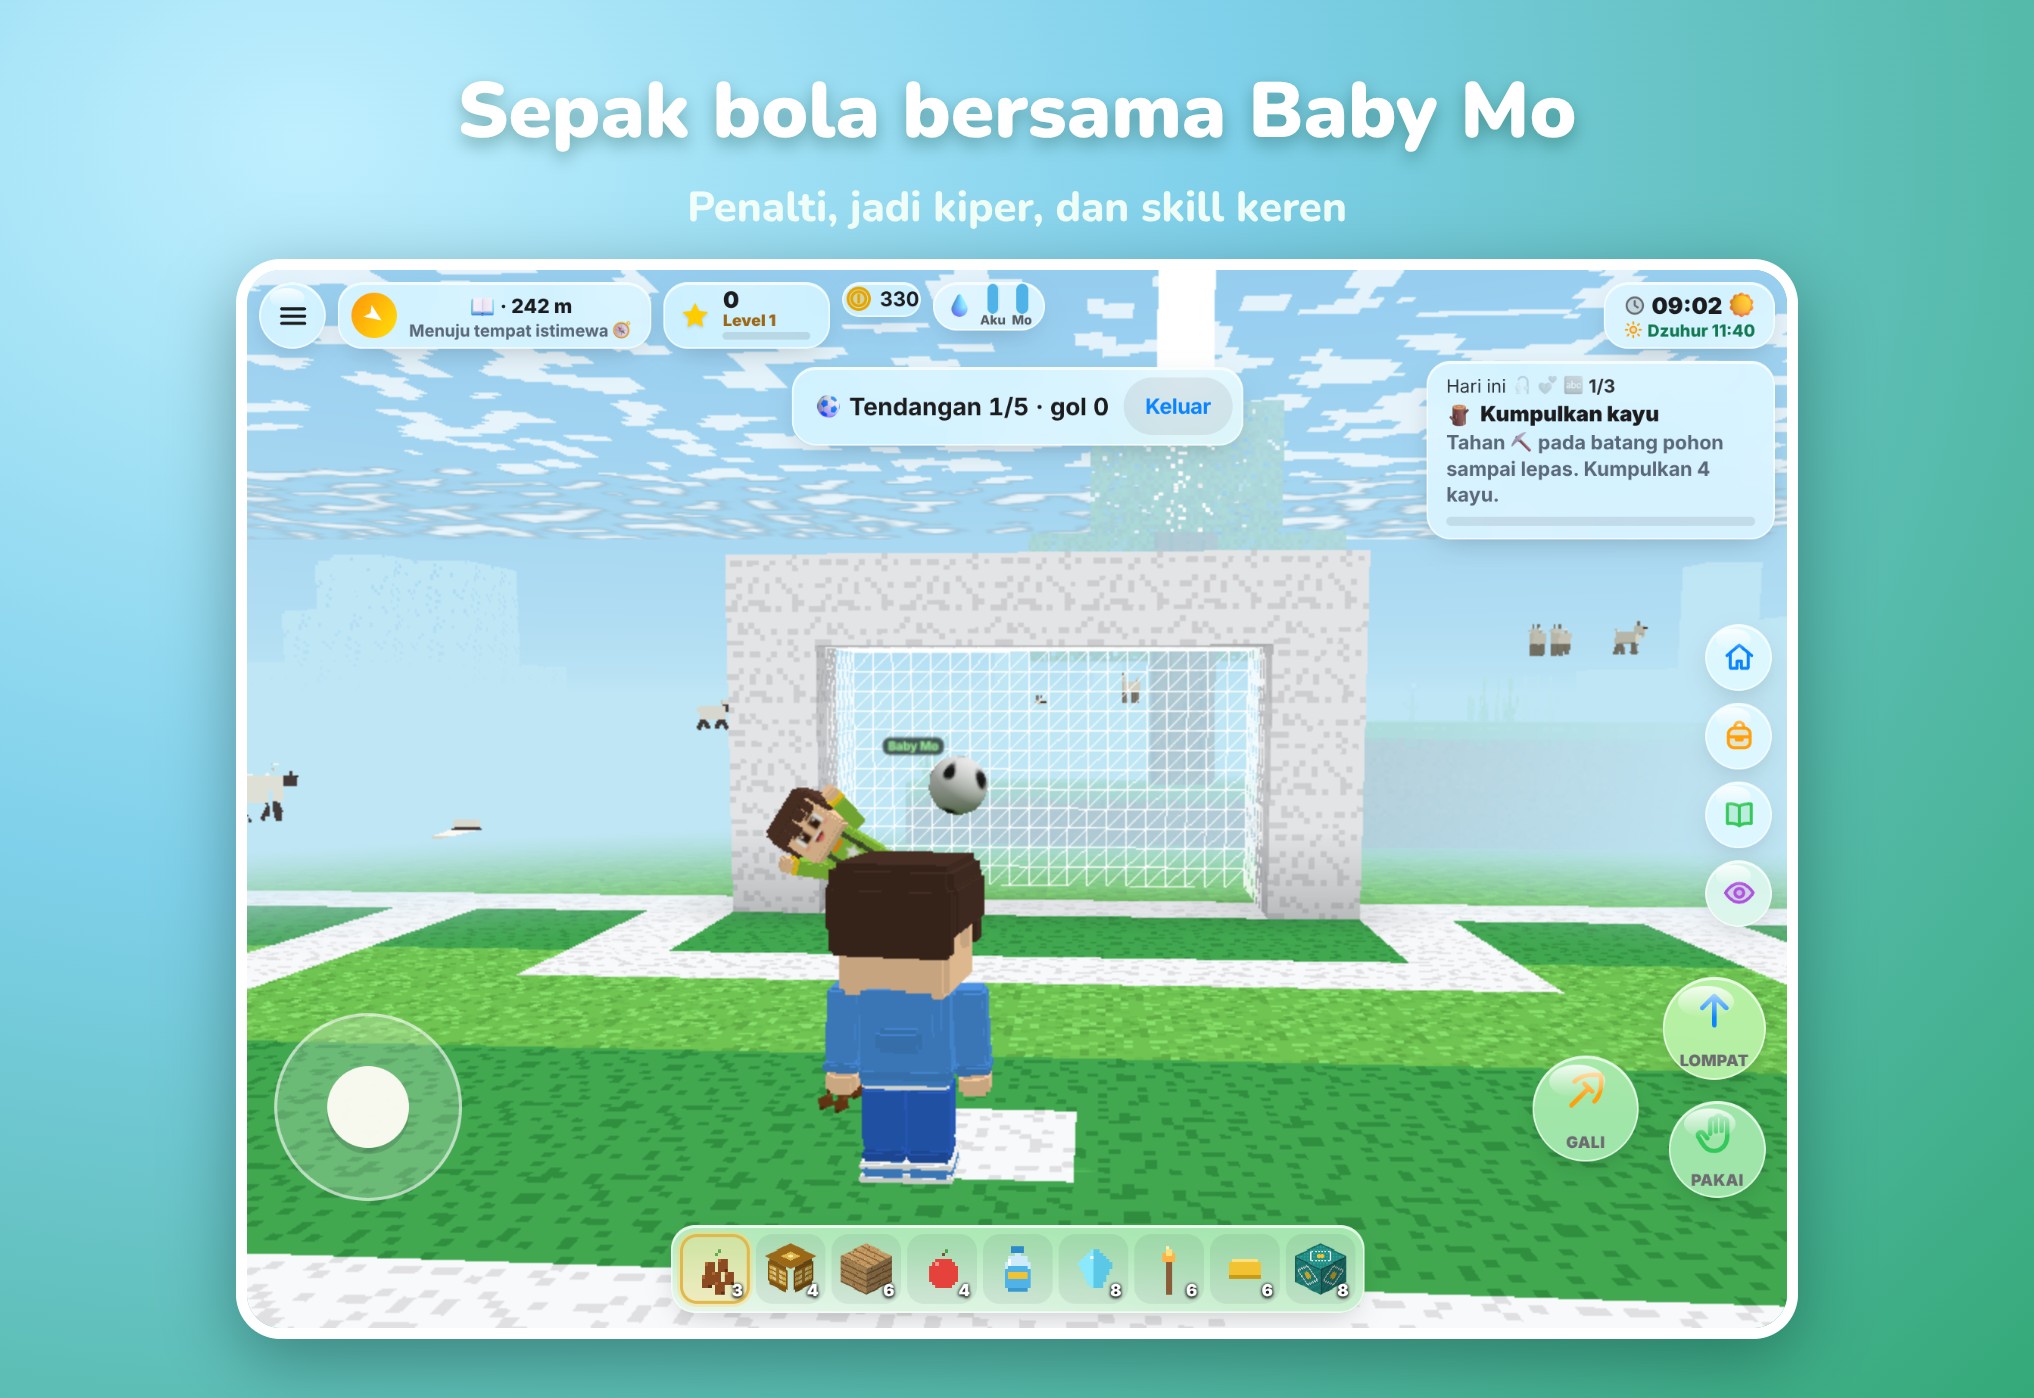 Sepak bola bersama Baby Mo
Penalti, jadi kiper, dan skill keren
· 242 m
Menuju tempat istimewa
0
Level 1
330
Aku Mo
09:02
Dzuhur 11:40
Tendangan 1/5 · gol 0
Keluar
Hari ini 1/3
Kumpulkan kayu
Tahan pada batang pohon
sampai lepas. Kumpulkan 4
kayu.
Baby Mo
LOMPAT
GALI
PAKAI
3
4
6
4
8
6
6
8